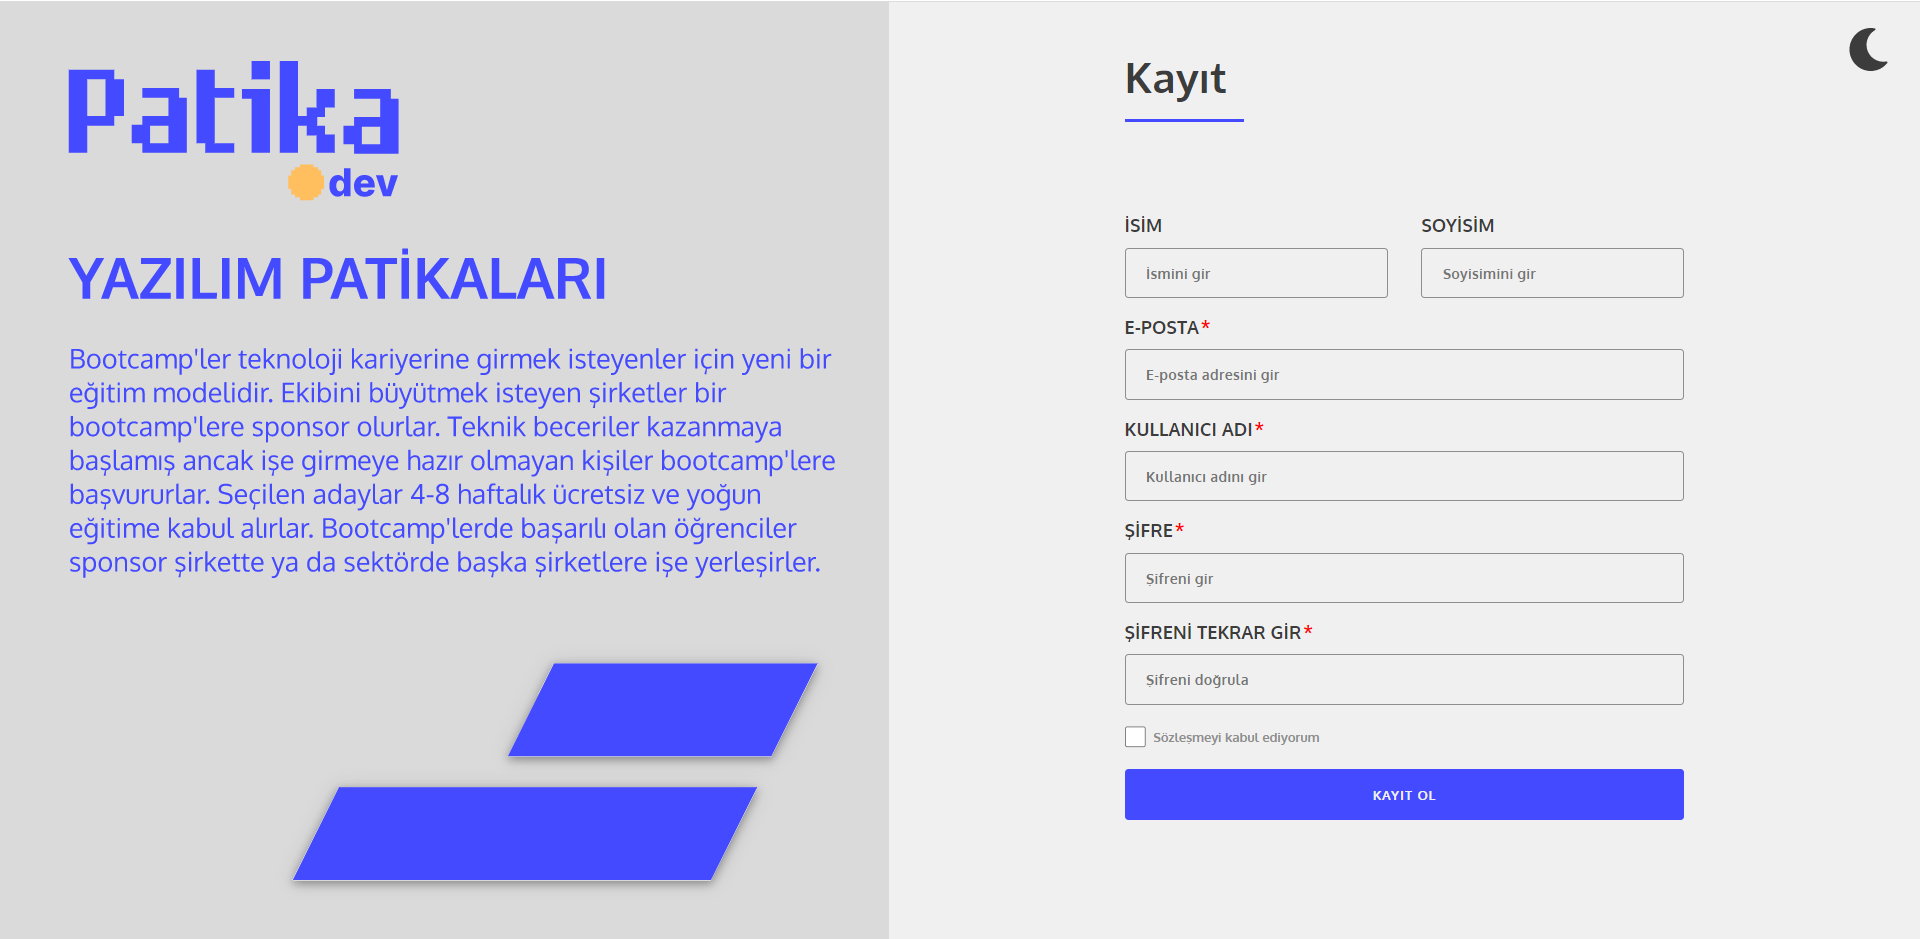 Patika
dev
YAZILIM PATİKALARI
Bootcamp'ler teknoloji kariyerine girmek isteyenler için yeni bir
eğitim modelidir. Ekibini büyütmek isteyen şirketler bir
bootcamp'lere sponsor olurlar. Teknik beceriler kazanmaya
başlamış ancak işe girmeye hazır olmayan kişiler bootcamp'lere
başvururlar. Seçilen adaylar 4-8 haftalık ücretsiz ve yoğun
eğitime kabul alırlar. Bootcamp'lerde başarılı olan öğrenciler
sponsor şirkette ya da sektörde başka şirketlere işe yerleşirler.
Kayıt
İSİM
İsmini gir
SOYİSİM
Soyisimini gir
E-POSTA*
E-posta adresini gir
KULLANICI ADI*
Kullanıcı adını gir
ŞİFRE*
Şifreni gir
ŞİFRENİ TEKRAR GİR*
Şifreni doğrula
Sözleşmeyi kabul ediyorum
KAYIT OL